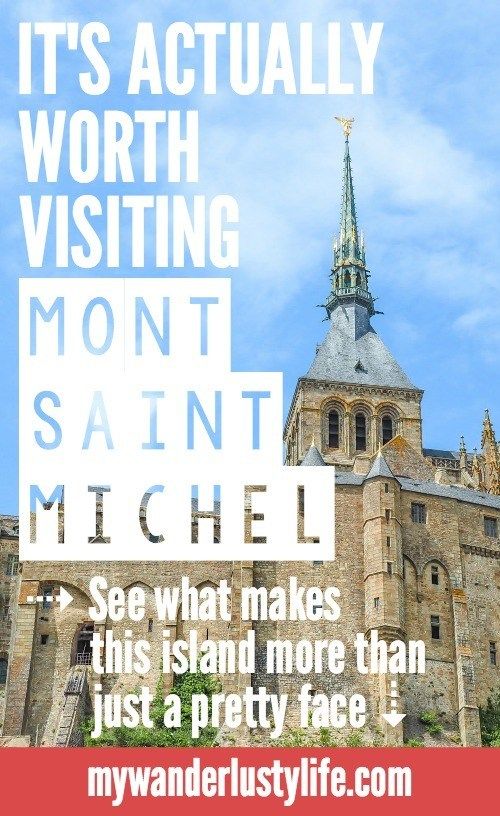 IT'S ACTUALLY
WORTH
VISITING
MONT
SAINT
MICHEL
See what makes
this island more than
just a pretty face
mywanderlustylife.com